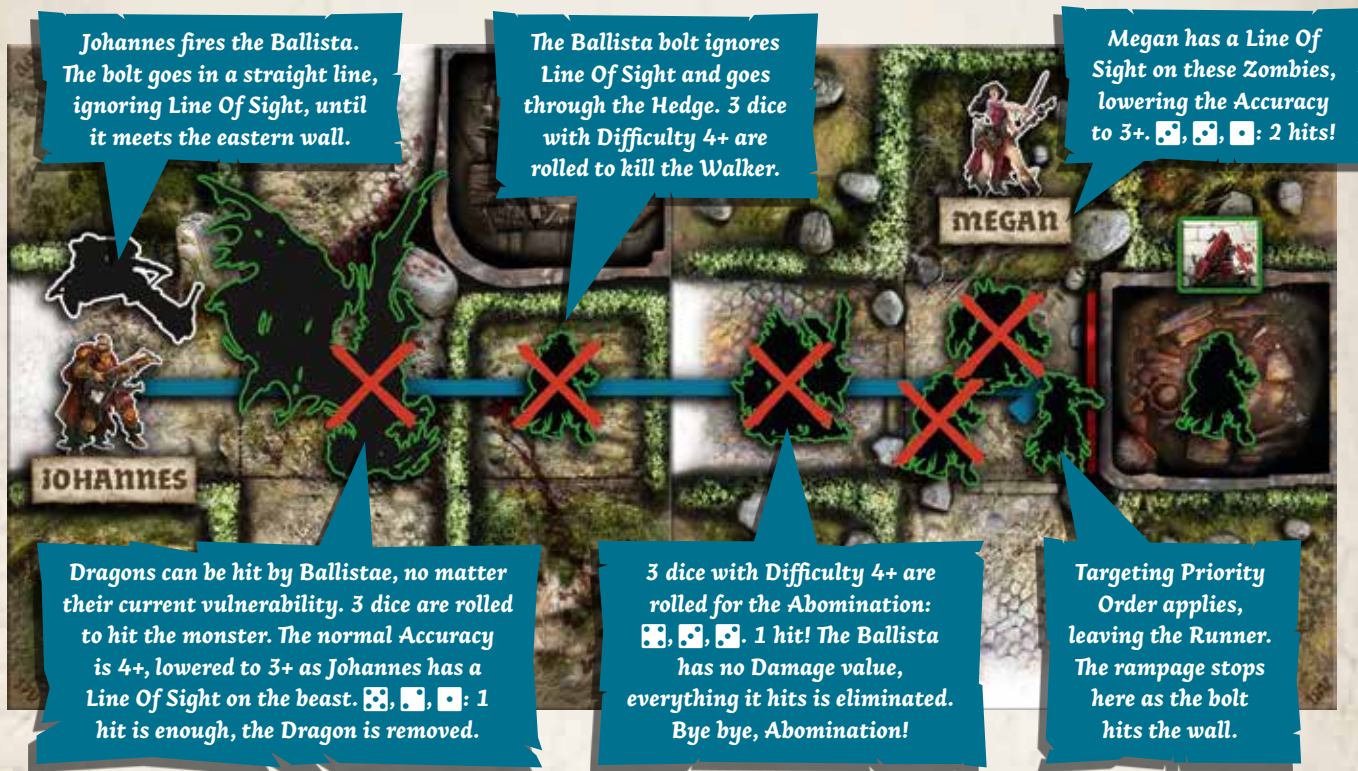 Johannes fires the Ballista.
The bolt goes in a straight line,
ignoring Line Of Sight, until
it meets the eastern wall.
The Ballista bolt ignores
Line Of Sight and goes
through the Hedge. 3 dice
with Difficulty 4+ are
rolled to kill the Walker.
Megan has a Line Of
Sight on these Zombies,
lowering the Accuracy
to 3+. ⚂, ⚂, ⚀: 2 hits!
MEGAN
JOHANNES
Dragons can be hit by Ballistae, no matter
their current vulnerability. 3 dice are rolled
to hit the monster. The normal Accuracy
is 4+, lowered to 3+ as Johannes has a
Line Of Sight on the beast. ⚄, ⚁, ⚀: 1
hit is enough, the Dragon is removed.
3 dice with Difficulty 4+ are
rolled for the Abomination:
⚃, ⚂, ⚂. 1 hit! The Ballista
has no Damage value,
everything it hits is eliminated.
Bye bye, Abomination!
Targeting Priority
Order applies,
leaving the Runner.
The rampage stops
here as the bolt
hits the wall.